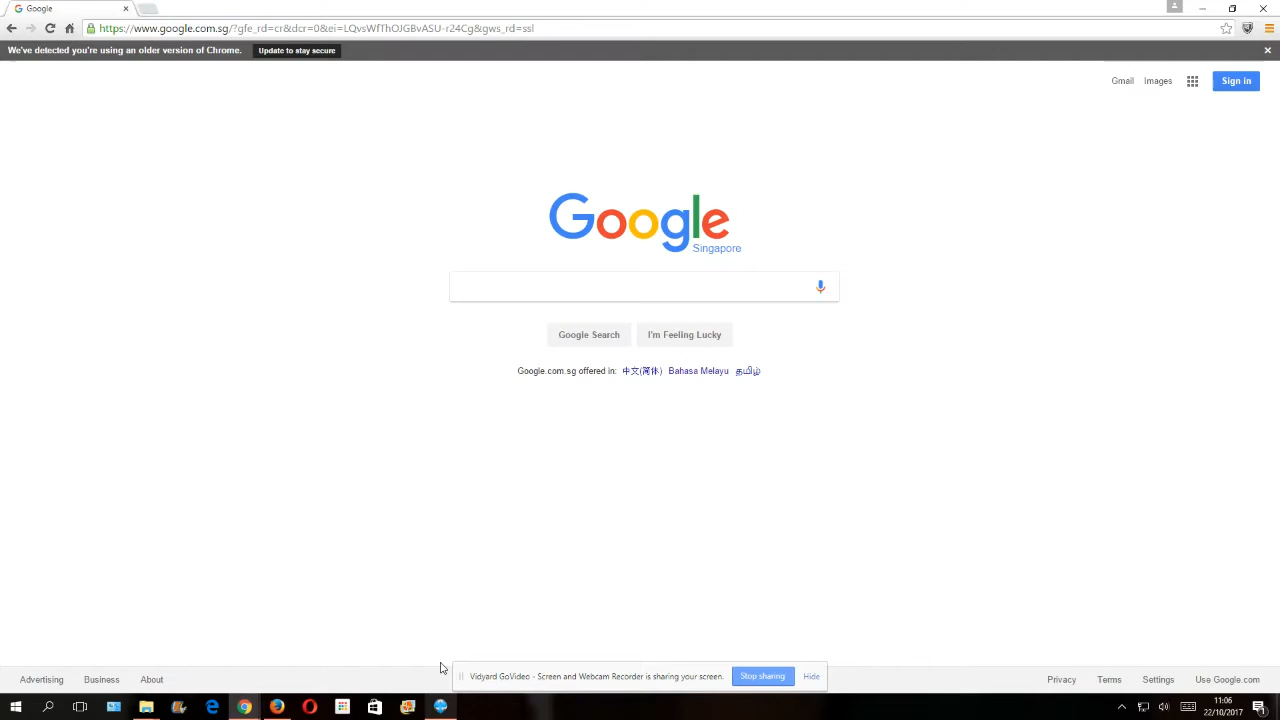 Google
https://www.google.com.sg/?gfe_rd=cr&dcr=0&ei=LQvsWfThOJGBvASU-r24Cg&gws_rd=ssl
We've detected you're using an older version of Chrome. Update to stay secure
Gmail Images Sign in
Google
Singapore
Google Search I'm Feeling Lucky
Google.com.sg offered in: 中文(简体) Bahasa Melayu தமிழ்
Vidyard GoVideo - Screen and Webcam Recorder is sharing your screen. Stop sharing Hide
Advertising Business About Privacy Terms Settings Use Google.com
11:06
22/10/2017
1